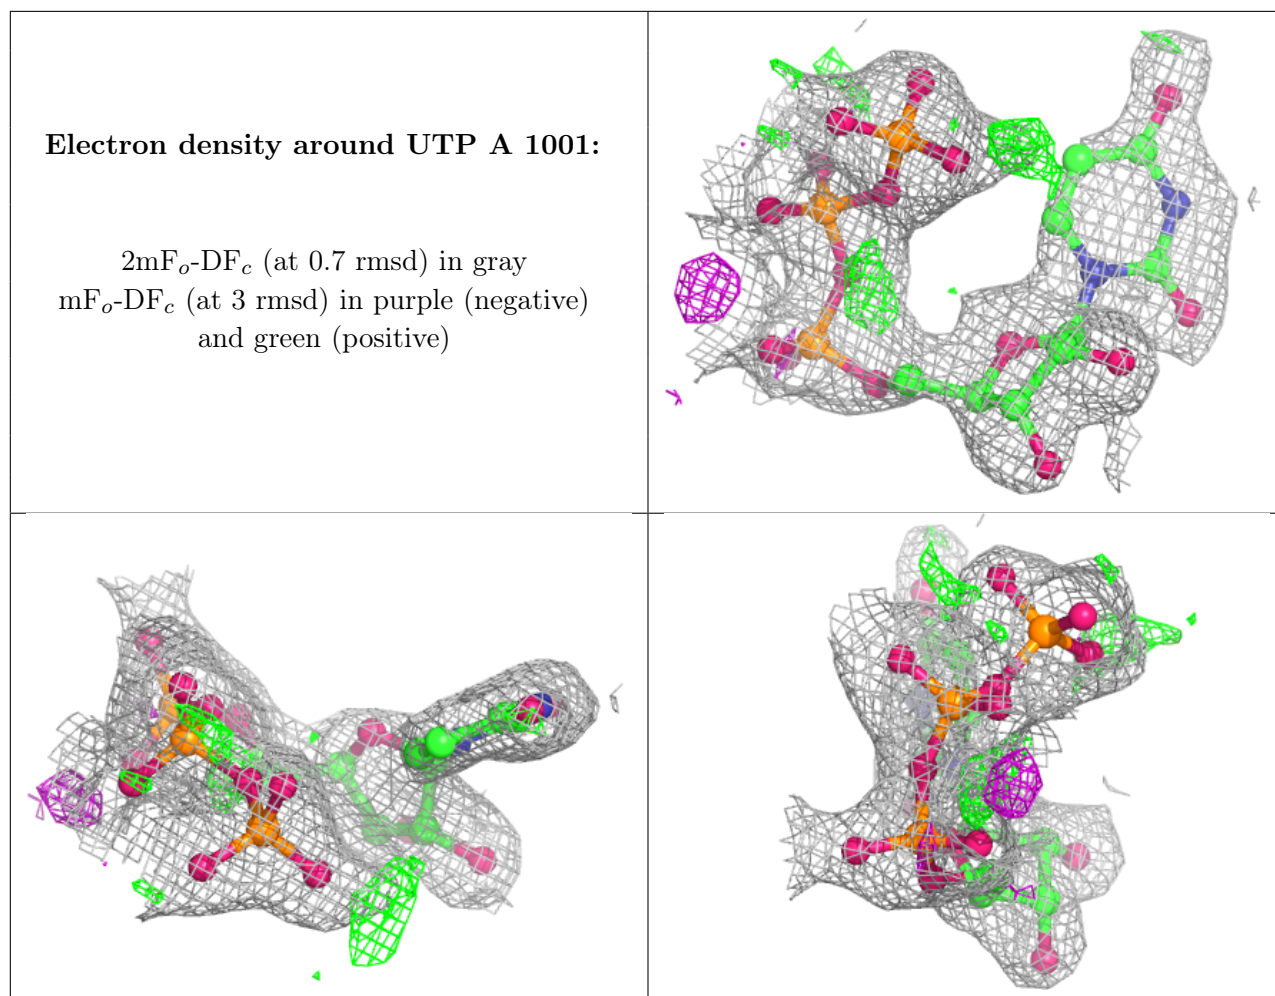 Electron density around UTP A 1001:
2mFo-DFc (at 0.7 rmsd) in gray
mFo-DFc (at 3 rmsd) in purple (negative)
and green (positive)